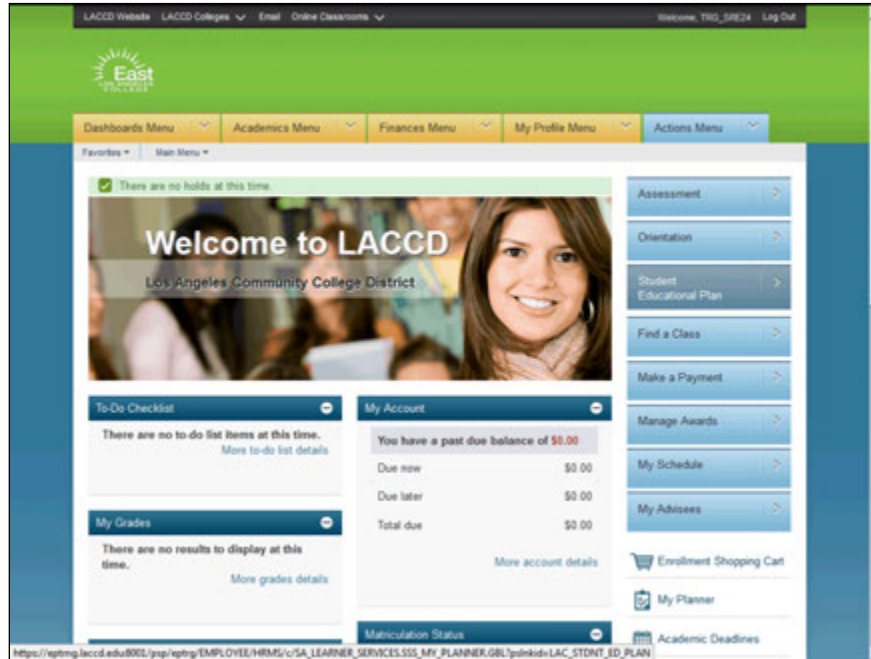 LACCD Website LACCD Colleges Email Online Classrooms Welcome, TRG_SRE24 Log Out
East
LOS ANGELES
COLLEGE
Dashboards Menu Academics Menu Finances Menu My Profile Menu Actions Menu
Favorites Main Menu
There are no holds at this time.
Welcome to LACCD
Los Angeles Community College District
Assessment
Orientation
Student
Educational Plan
Find a Class
Make a Payment
Manage Awards
My Schedule
My Advisees
Enrollment Shopping Cart
My Planner
Academic Deadlines
To-Do Checklist
There are no to-do list items at this time.
More to-do list details
My Grades
There are no results to display at this
time.
More grades details
My Account
You have a past due balance of $0.00
Due now $0.00
Due later $0.00
Total due $0.00
More account details
Matriculation Status
https://eptrng.laccd.edu:8001/psp/eptrg/EMPLOYEE/HRMS/c/SA_LEARNER_SERVICES.SSS_MY_PLANNER.GBL?pslnkid=LAC_STDNT_ED_PLAN